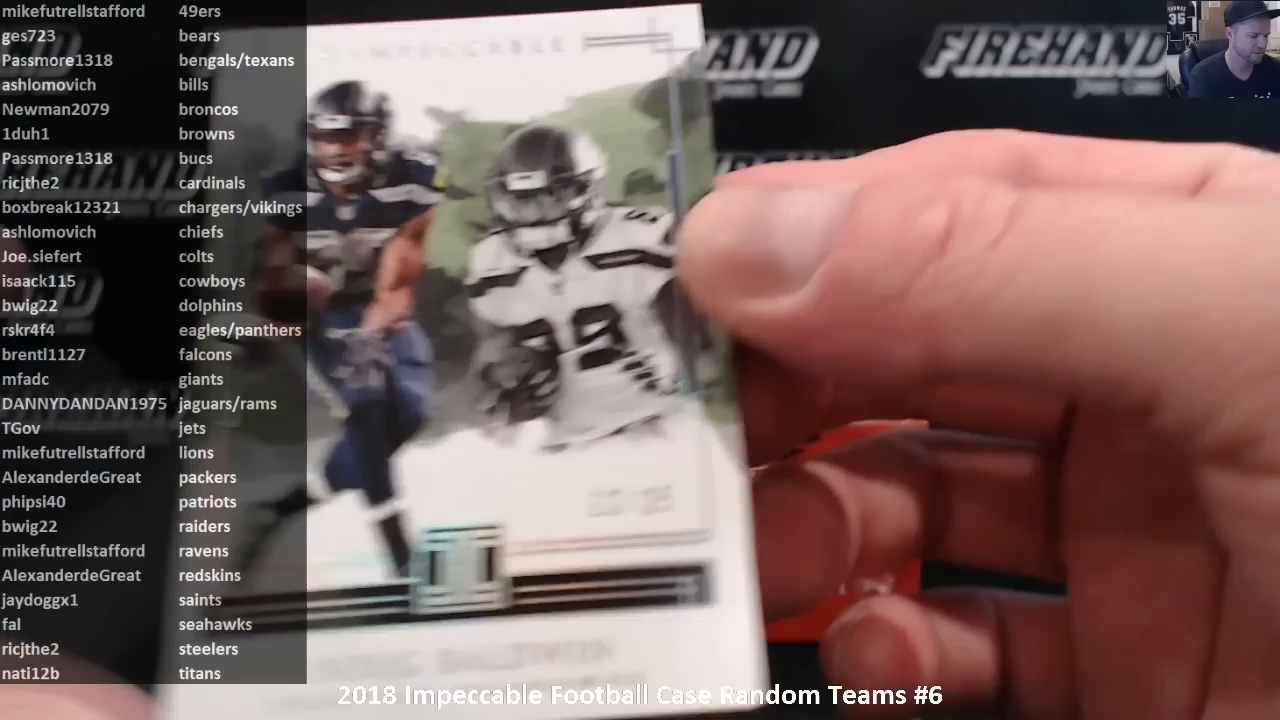 mikefutrellstafford 49ers
ges723 bears
Passmore1318 bengals/texans
ashlomovich bills
Newman2079 broncos
1duh1 browns
Passmore1318 bucs
ricjthe2 cardinals
boxbreak12321 chargers/vikings
ashlomovich chiefs
Joe.siefert colts
isaack115 cowboys
bwig22 dolphins
rskr4f4 eagles/panthers
brentl1127 falcons
mfadc giants
DANNYDANDAN1975 jaguars/rams
TGov jets
mikefutrellstafford lions
AlexanderdeGreat packers
phipsi40 patriots
bwig22 raiders
mikefutrellstafford ravens
AlexanderdeGreat redskins
jaydoggx1 saints
fal seahawks
ricjthe2 steelers
nati12b titans
IMPECCABLE
FIREHAND
35
BALDWIN
2018 Impeccable Football Case Random Teams #6